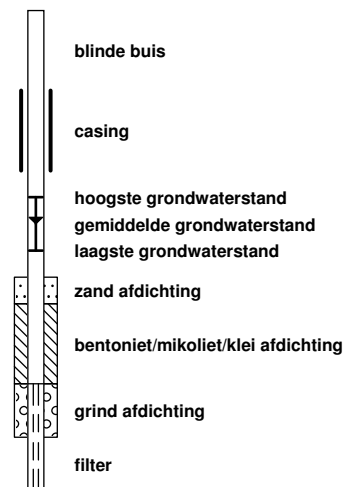 blinde buis
casing
hoogste grondwaterstand
gemiddelde grondwaterstand
laagste grondwaterstand
zand afdichting
bentoniet/mikoliet/klei afdichting
grind afdichting
filter